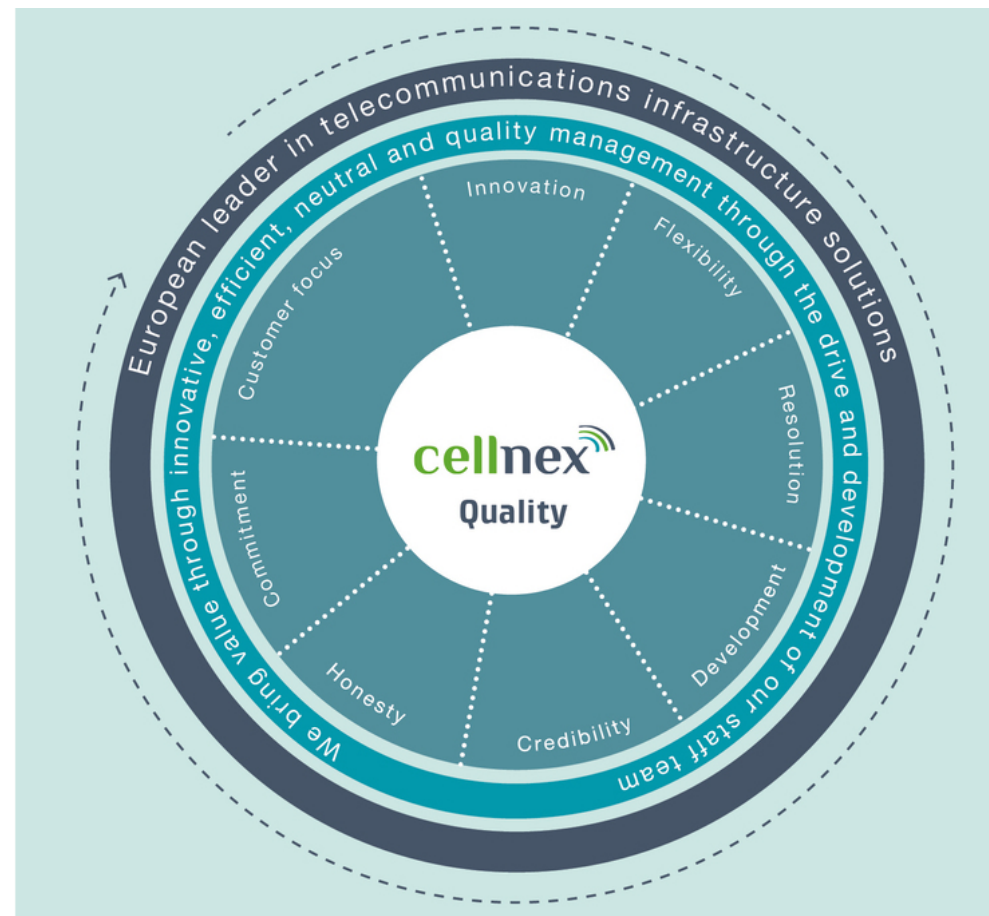 European leader in telecommunications infrastructure solutions
We bring value through innovative, efficient, neutral and quality management through the drive and development of our staff team
Innovation
Flexibility
Resolution
Development
Credibility
Honesty
Commitment
Customer focus
cellnex
Quality